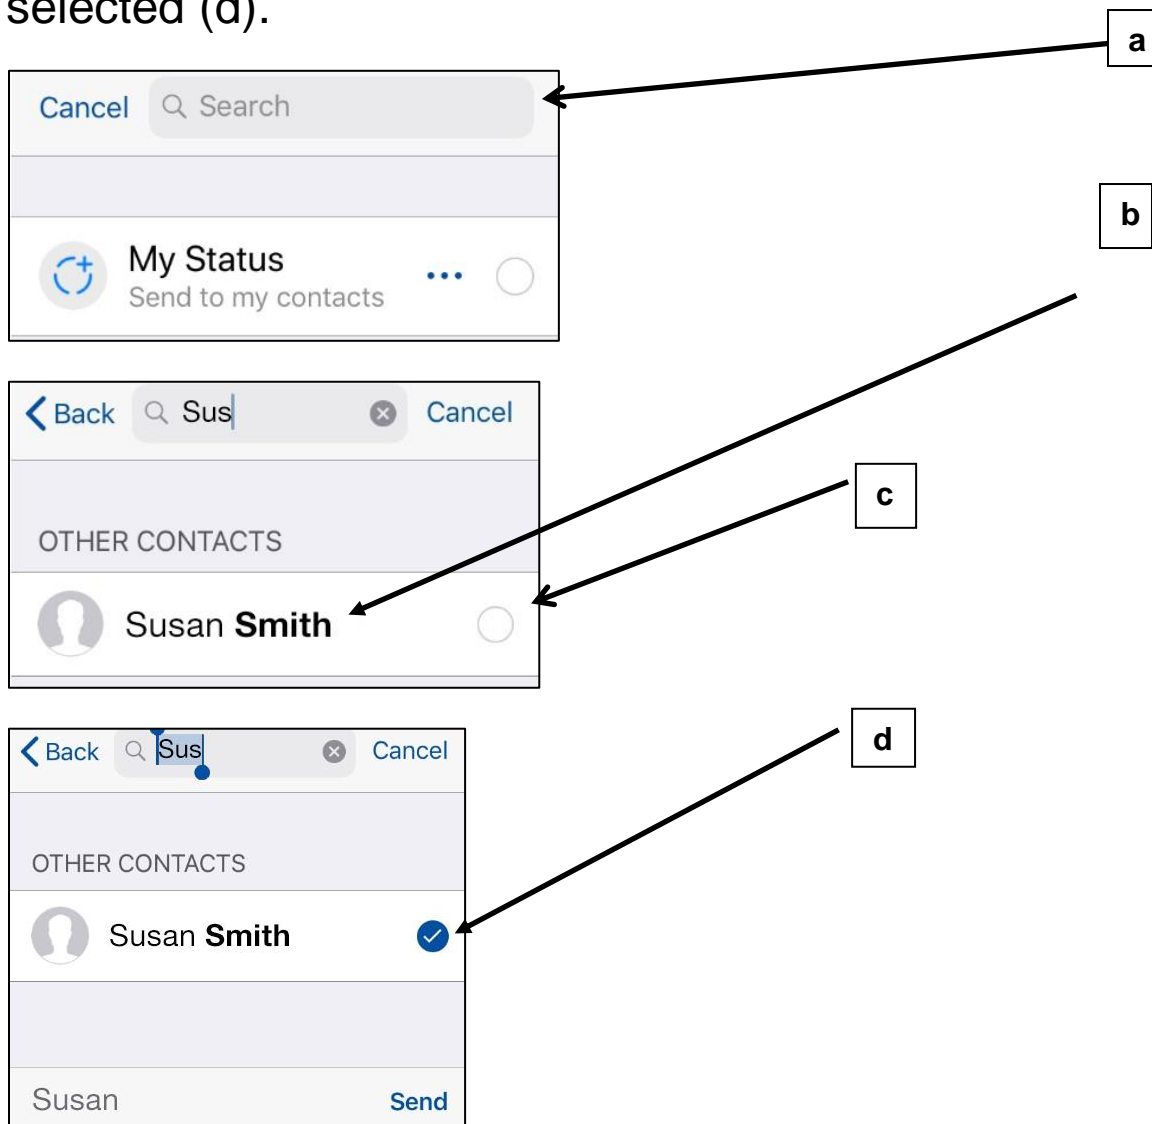 selected (d).
a
Cancel Search
b
My Status
Send to my contacts
Back Sus Cancel
c
OTHER CONTACTS
Susan Smith
d
Back Sus Cancel
OTHER CONTACTS
Susan Smith
Susan Send